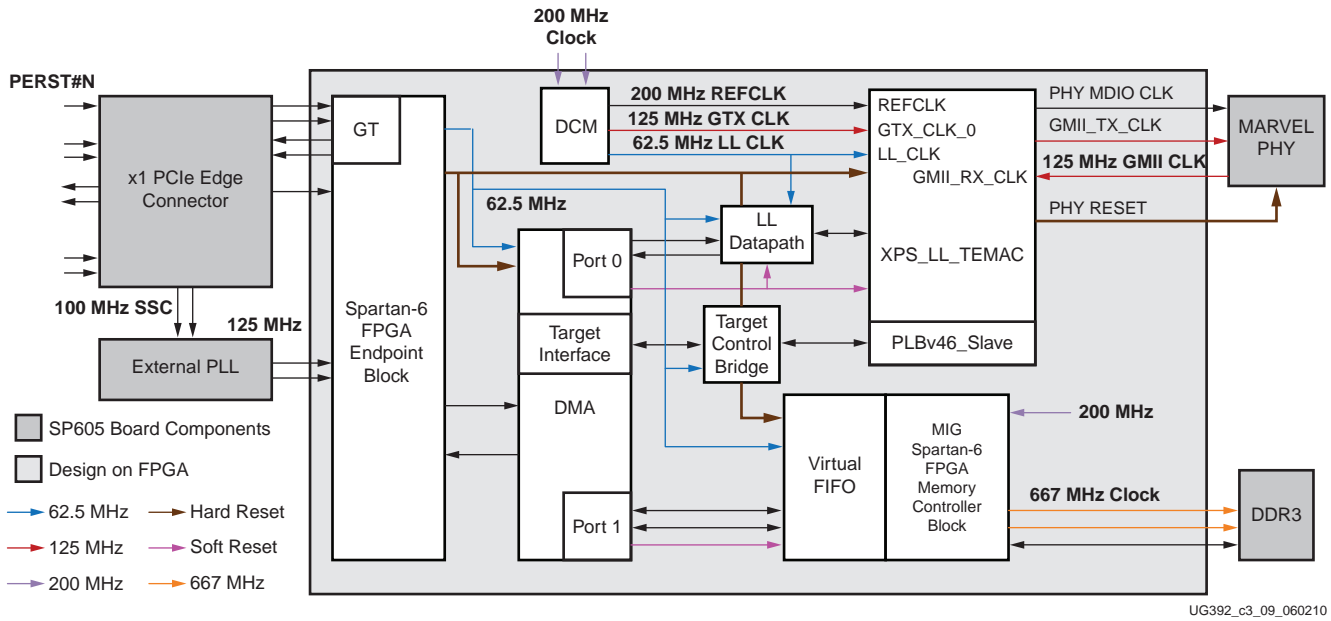 200 MHz
Clock
PERST#N
x1 PCIe Edge
Connector
100 MHz SSC
125 MHz
External PLL
GT
Spartan-6
FPGA
Endpoint
Block
62.5 MHz
DCM
200 MHz REFCLK
125 MHz GTX CLK
62.5 MHz LL CLK
REFCLK
GTX_CLK_0
LL_CLK
GMII_RX_CLK
XPS_LL_TEMAC
PLBv46_Slave
PHY MDIO CLK
GMII_TX_CLK
125 MHz GMII CLK
PHY RESET
MARVEL
PHY
Port 0
Target
Interface
DMA
Port 1
LL
Datapath
Target
Control
Bridge
Virtual
FIFO
MIG
Spartan-6
FPGA
Memory
Controller
Block
200 MHz
667 MHz Clock
DDR3
SP605 Board Components
Design on FPGA
62.5 MHz
Hard Reset
125 MHz
Soft Reset
200 MHz
667 MHz
UG392_c3_09_060210